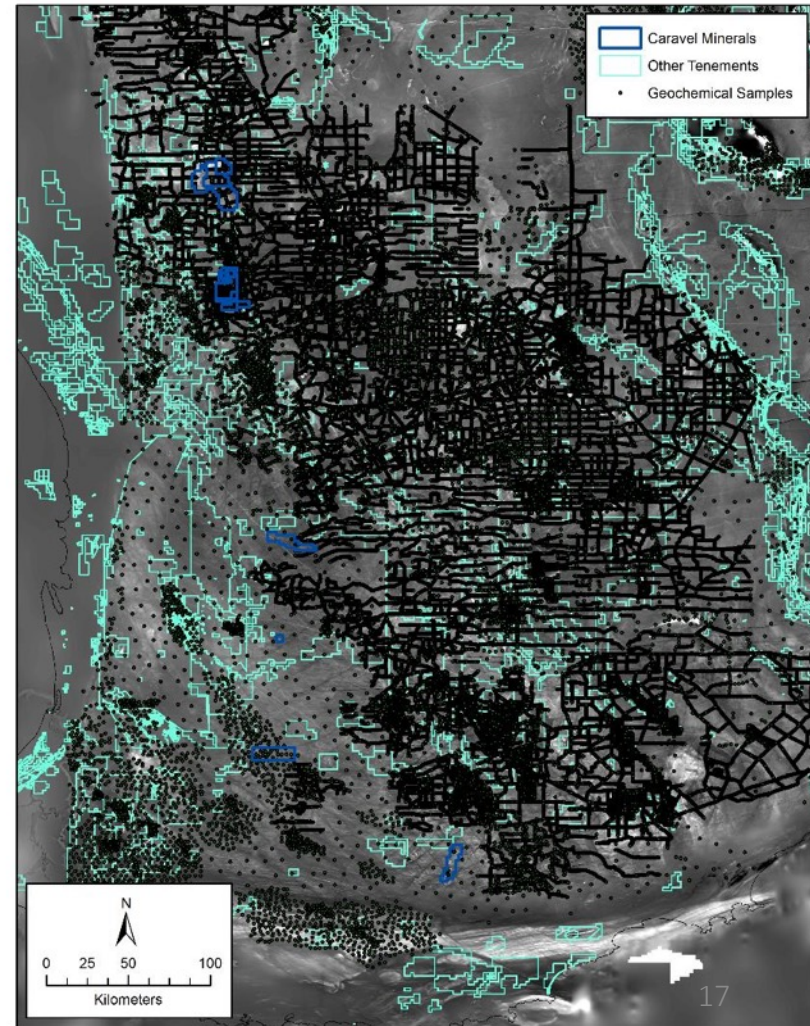 Caravel Minerals
Other Tenements
Geochemical Samples
N
0 25 50 100
Kilometers
17